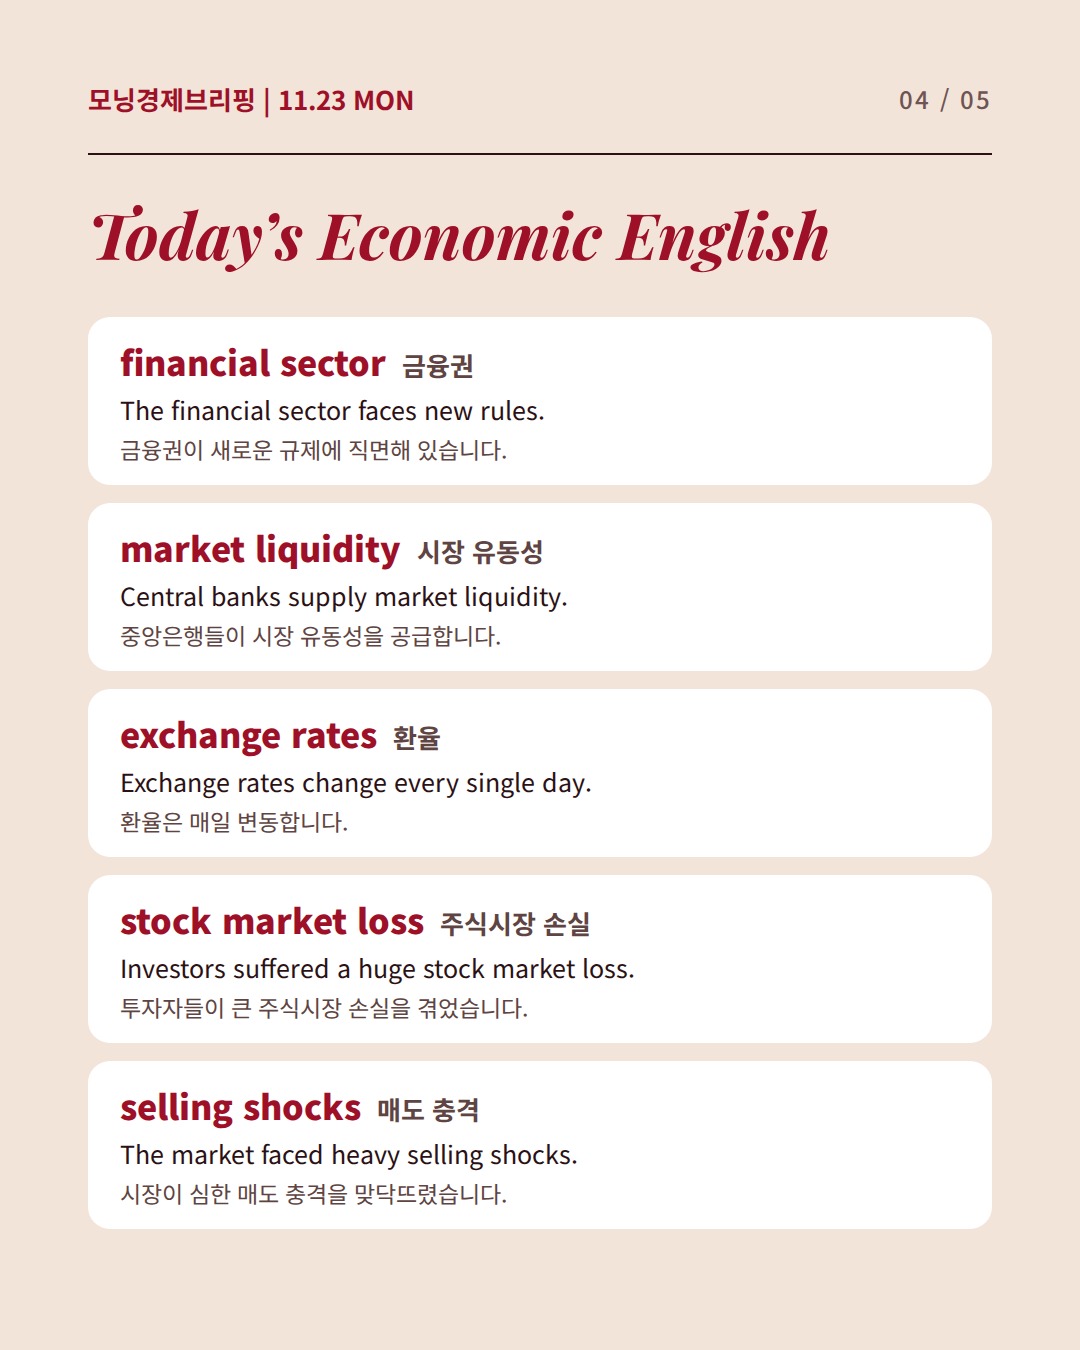 모닝경제브리핑 | 11.23 MON
04 / 05
Today’s Economic English
financial sector 금융권
The financial sector faces new rules.
금융권이 새로운 규제에 직면해 있습니다.
market liquidity 시장 유동성
Central banks supply market liquidity.
중앙은행들이 시장 유동성을 공급합니다.
exchange rates 환율
Exchange rates change every single day.
환율은 매일 변동합니다.
stock market loss 주식시장 손실
Investors suffered a huge stock market loss.
투자자들이 큰 주식시장 손실을 겪었습니다.
selling shocks 매도 충격
The market faced heavy selling shocks.
시장이 심한 매도 충격을 맞닥뜨렸습니다.